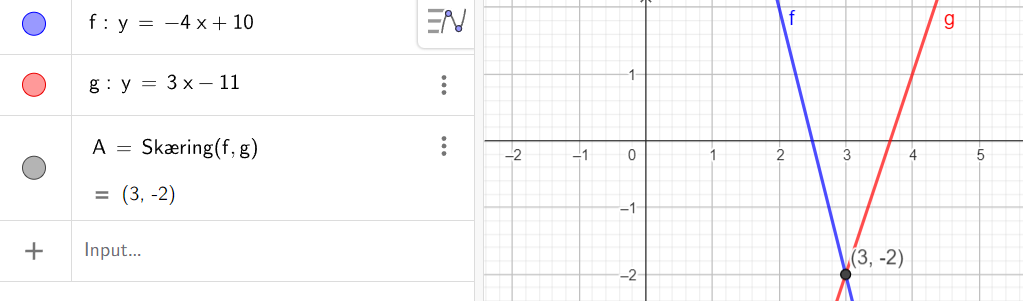 f : y = −4 x + 10
g : y = 3 x − 11
A = Skæring(f, g)
= (3, -2)
Input...
f
g
1
−2 −1 0 1 2 3 4 5
−1
(3, -2)
−2